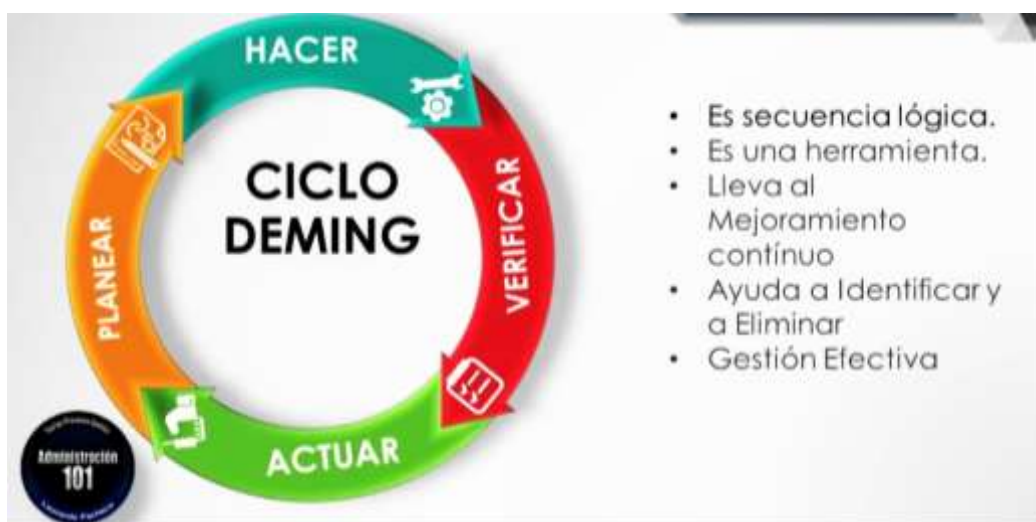 HACER
CICLO
DEMING
VERIFICAR
PLANEAR
ACTUAR
Administración
101
• Es secuencia lógica.
• Es una herramienta.
• Lleva al
Mejoramiento
contínuo
• Ayuda a Identificar y
a Eliminar
• Gestión Efectiva